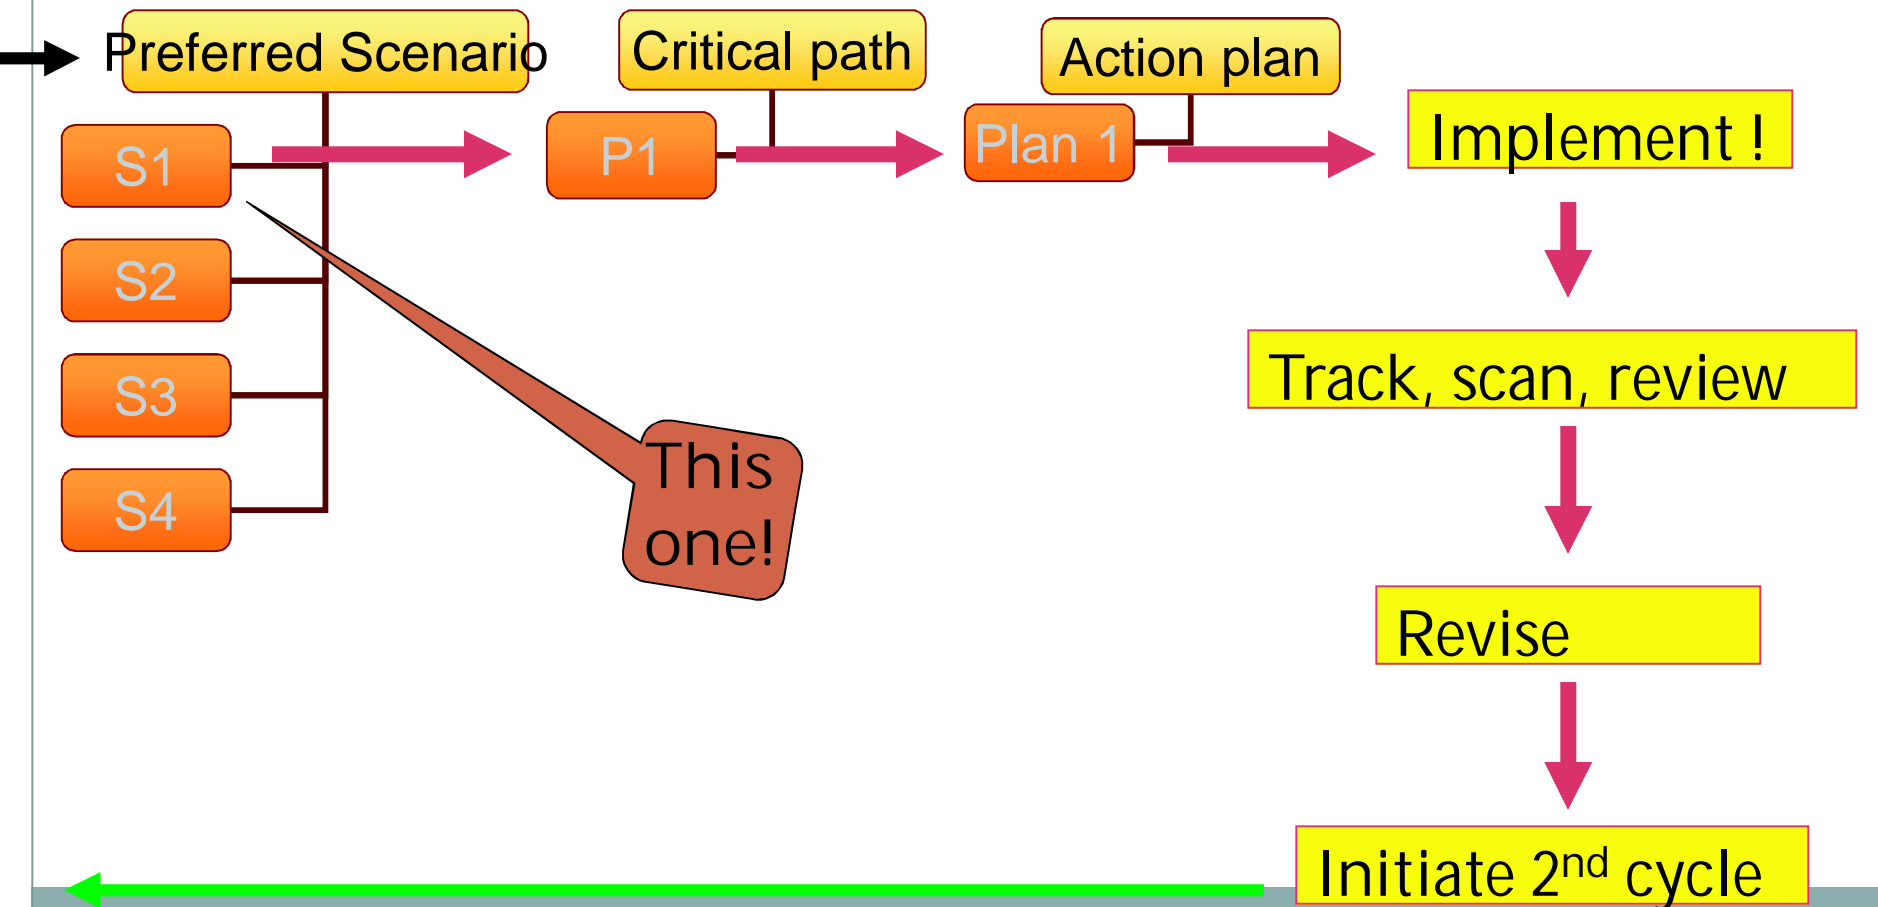 Preferred Scenario
Critical path
Action plan
S1
P1
Plan 1
Implement !
S2
S3
Track, scan, review
S4
This
one!
Revise
Initiate 2nd cycle